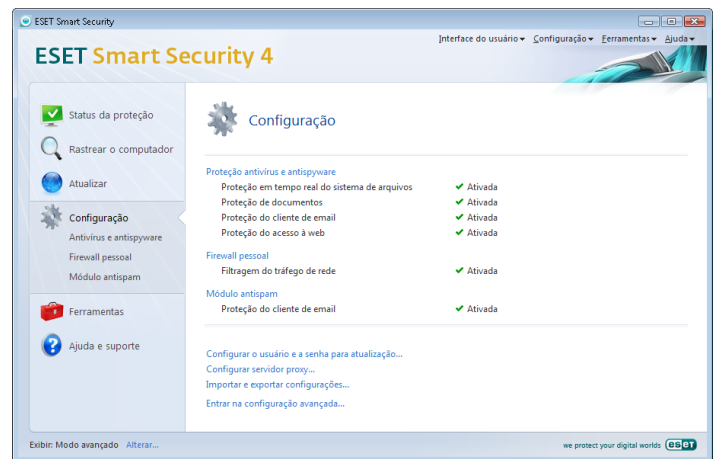 ESET Smart Security
Interface do usuário Configuração Ferramentas Ajuda
ESET Smart Security 4
Status da proteção
Rastrear o computador
Atualizar
Configuração
Antivírus e antispyware
Firewall pessoal
Módulo antispam
Ferramentas
Ajuda e suporte
Configuração
Proteção antivírus e antispyware
Proteção em tempo real do sistema de arquivos Ativada
Proteção de documentos Ativada
Proteção do cliente de email Ativada
Proteção do acesso à web Ativada
Firewall pessoal
Filtragem do tráfego de rede Ativada
Módulo antispam
Proteção do cliente de email Ativada
Configurar o usuário e a senha para atualização...
Configurar servidor proxy...
Importar e exportar configurações...
Entrar na configuração avançada...
Exibir: Modo avançado Alterar...
we protect your digital worlds eset